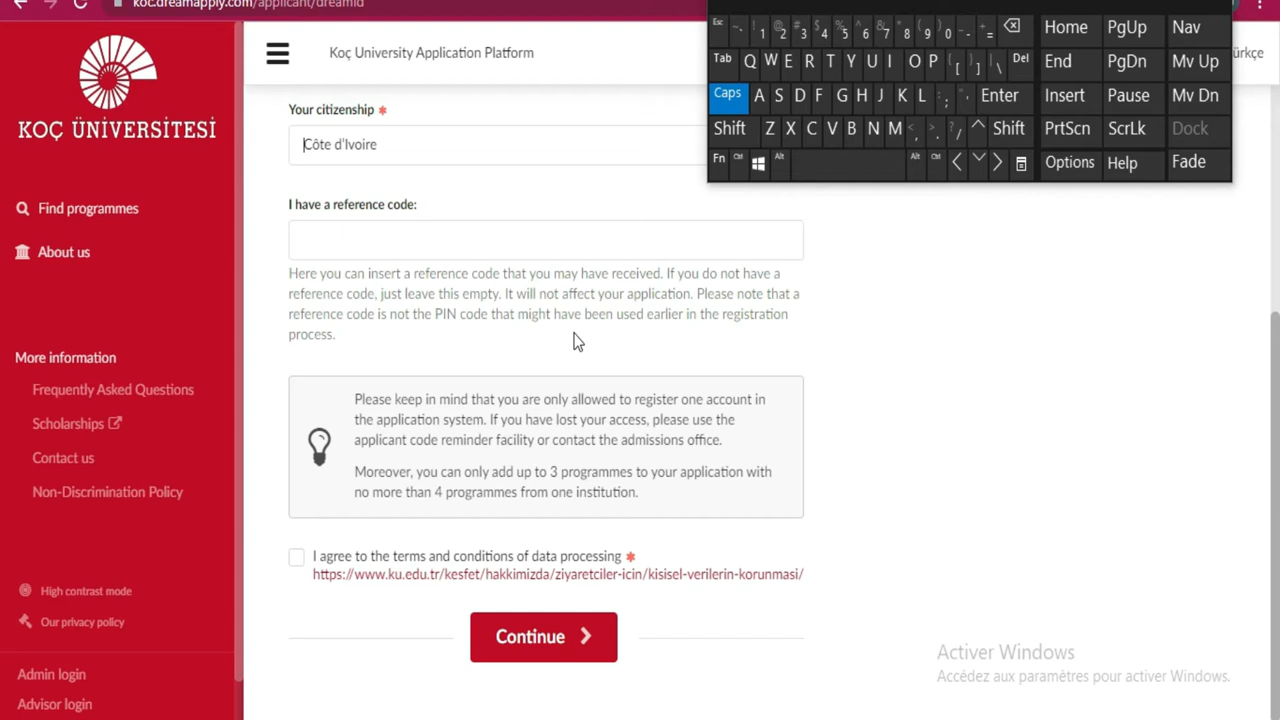 koc.dreamapply.com/applicant/dreamid
KOÇ ÜNİVERSİTESİ
Find programmes
About us
More information
Frequently Asked Questions
Scholarships
Contact us
Non-Discrimination Policy
High contrast mode
Our privacy policy
Admin login
Advisor login
Koç University Application Platform
Your citizenship *
Côte d'Ivoire
I have a reference code:
Here you can insert a reference code that you may have received. If you do not have a
reference code, just leave this empty. It will not affect your application. Please note that a
reference code is not the PIN code that might have been used earlier in the registration
process.
Please keep in mind that you are only allowed to register one account in
the application system. If you have lost your access, please use the
applicant code reminder facility or contact the admissions office.
Moreover, you can only add up to 3 programmes to your application with
no more than 4 programmes from one institution.
I agree to the terms and conditions of data processing *
https://www.ku.edu.tr/kesfet/hakkimizda/ziyaretciler-icin/kisisel-verilerin-korunmasi/
Continue
Esc ~ ` ! 1 @ 2 # 3 $ 4 % 5 ^ 6 & 7 * 8 ( 9 ) 0 _ - + = Home PgUp Nav
Tab Q W E R T Y U I O P { [ } ] | \ Del End PgDn Mv Up
Caps A S D F G H J K L : ; " ' Enter Insert Pause Mv Dn
Shift Z X C V B N M < , > . ? / Shift PrtScn ScrLk Dock
Fn Ctrl Alt Alt Ctrl Options Help Fade
Activer Windows
Accédez aux paramètres pour activer Windows.